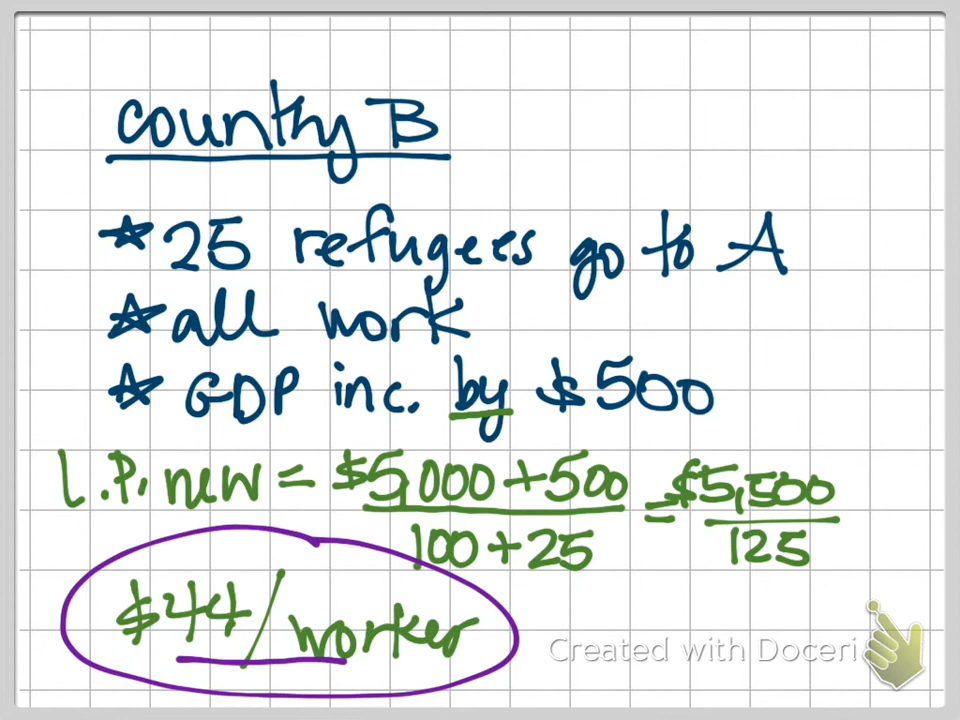 country B
* 25 refugees go to A
* all work
* GDP inc. by $500
L.P. new = $5,000 + 500 = $5,500
100 + 25 125
$44/worker
Created with Doceri